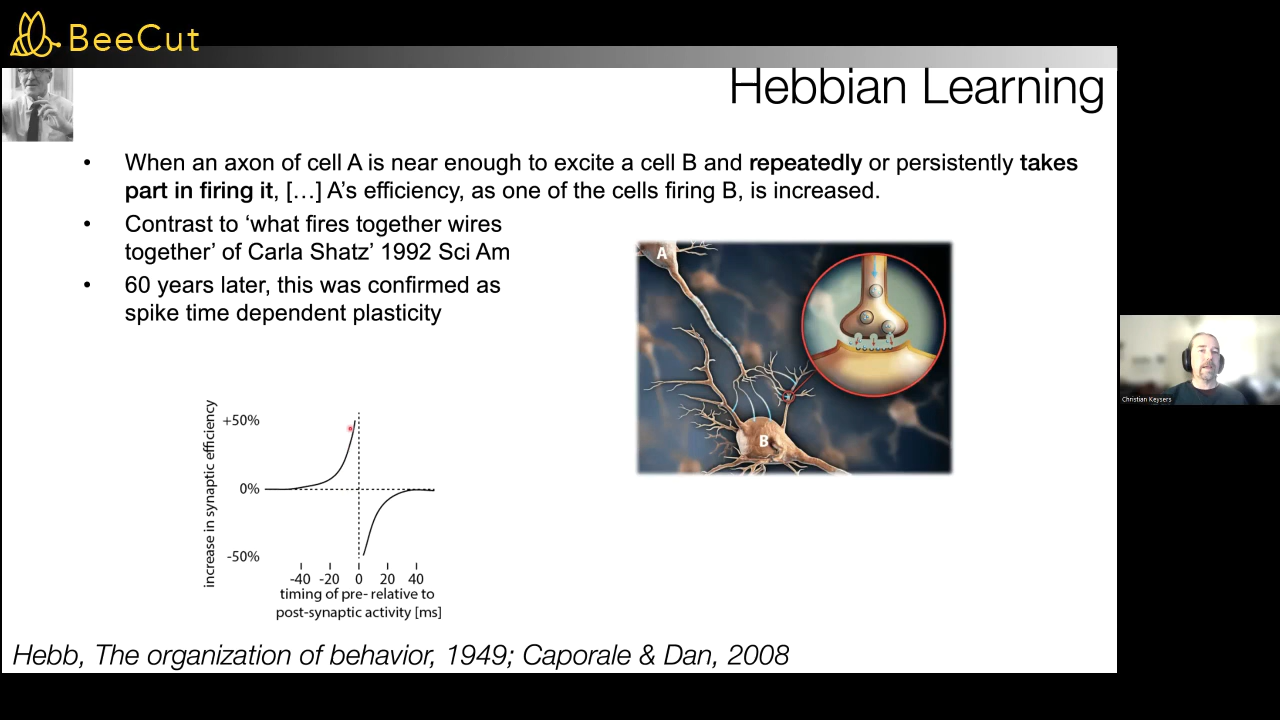 BeeCut
Hebbian Learning
• When an axon of cell A is near enough to excite a cell B and repeatedly or persistently takes
part in firing it, […] A’s efficiency, as one of the cells firing B, is increased.
• Contrast to ‘what fires together wires
together’ of Carla Shatz’ 1992 Sci Am
• 60 years later, this was confirmed as
spike time dependent plasticity
A
B
increase in synaptic efficiency
+50%
0%
-50%
-40 -20 0 20 40
timing of pre- relative to
post-synaptic activity [ms]
Christian Keysers
Hebb, The organization of behavior, 1949; Caporale & Dan, 2008